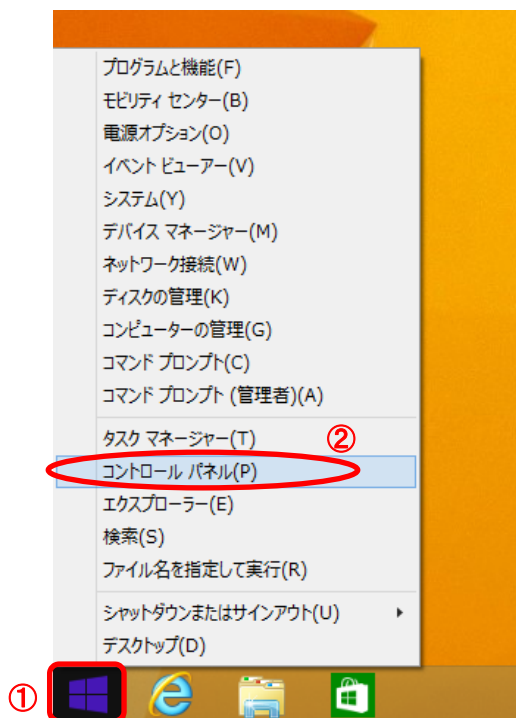 プログラムと機能(F)
モビリティ センター(B)
電源オプション(O)
イベント ビューアー(V)
システム(Y)
デバイス マネージャー(M)
ネットワーク接続(W)
ディスクの管理(K)
コンピューターの管理(G)
コマンド プロンプト(C)
コマンド プロンプト (管理者)(A)
タスク マネージャー(T) ②
コントロール パネル(P)
エクスプローラー(E)
検索(S)
ファイル名を指定して実行(R)
シャットダウンまたはサインアウト(U)
デスクトップ(D)
①